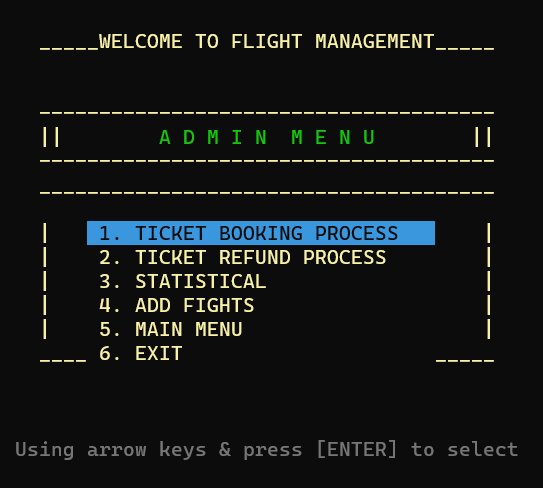 _____WELCOME TO FLIGHT MANAGEMENT_____
______________________________________
||        A D M I N  M E N U        ||
______________________________________
______________________________________
|    1. TICKET BOOKING PROCESS       |
|    2. TICKET REFUND PROCESS        |
|    3. STATISTICAL                  |
|    4. ADD FIGHTS                   |
|    5. MAIN MENU                    |
____ 6. EXIT                     _____
Using arrow keys & press [ENTER] to select